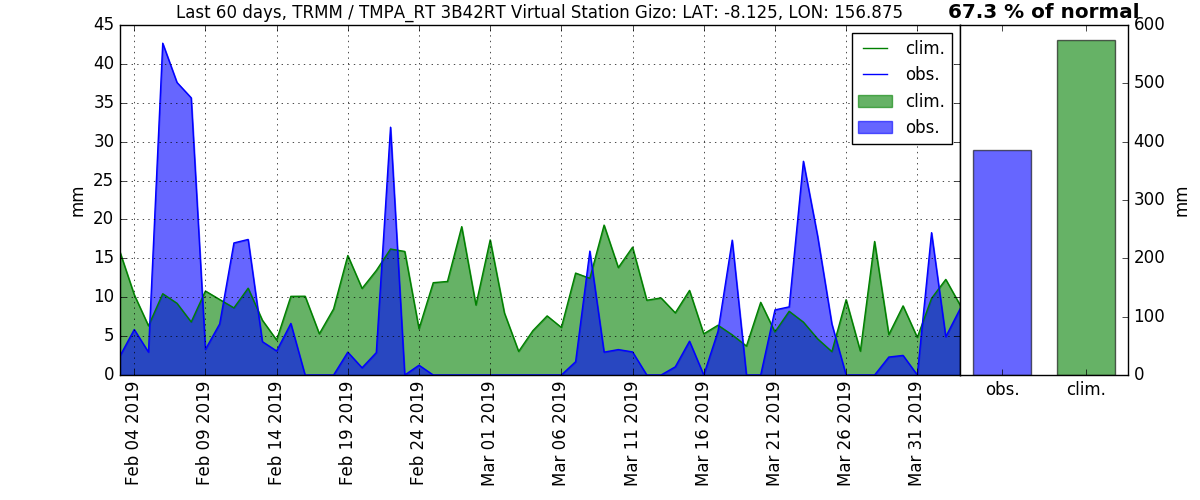 Last 60 days, TRMM / TMPA_RT 3B42RT Virtual Station Gizo: LAT: -8.125, LON: 156.875
67.3 % of normal
45
40
35
30
25
20
15
10
5
0
mm
clim.
obs.
clim.
obs.
Feb 04 2019
Feb 09 2019
Feb 14 2019
Feb 19 2019
Feb 24 2019
Mar 01 2019
Mar 06 2019
Mar 11 2019
Mar 16 2019
Mar 21 2019
Mar 26 2019
Mar 31 2019
600
500
400
300
200
100
0
mm
obs.
clim.